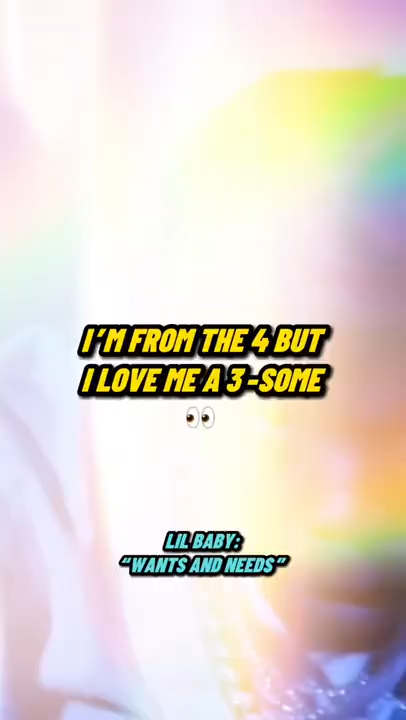 I'M FROM THE 4 BUT
I LOVE ME A 3-SOME
👀
LIL BABY:
"WANTS AND NEEDS"